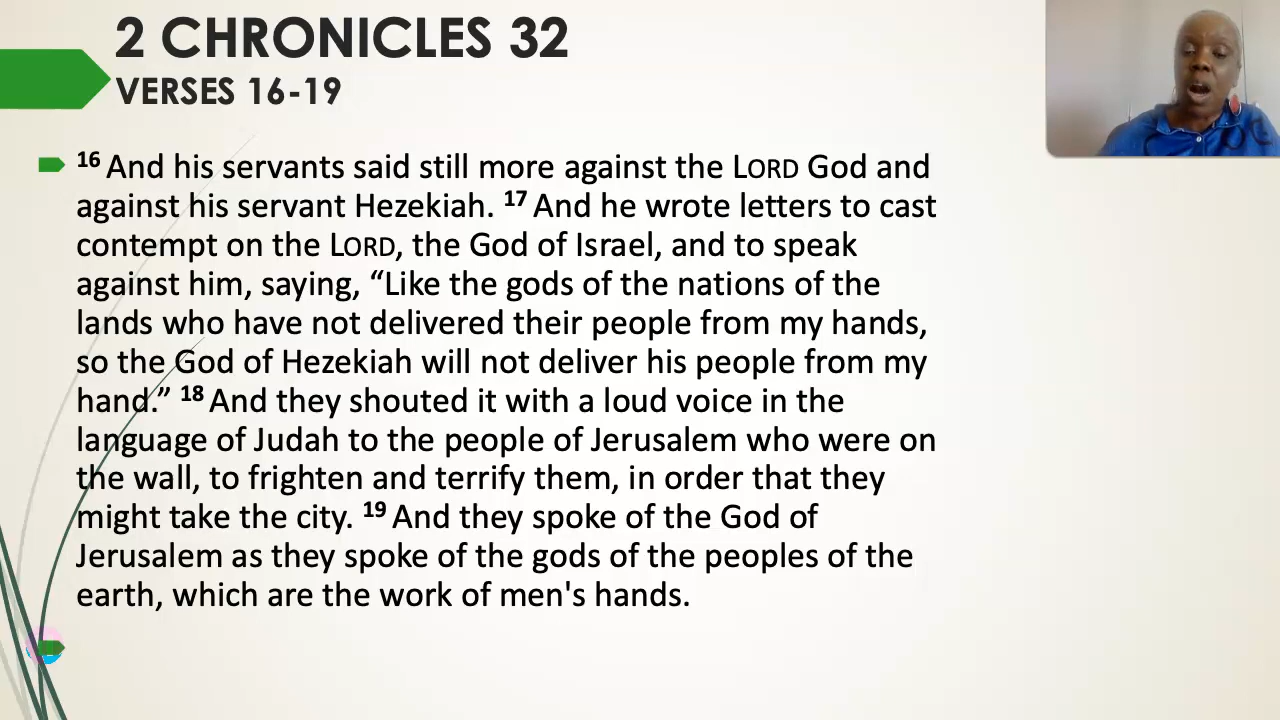 2 CHRONICLES 32
VERSES 16-19
16 And his servants said still more against the LORD God and
against his servant Hezekiah. 17 And he wrote letters to cast
contempt on the LORD, the God of Israel, and to speak
against him, saying, “Like the gods of the nations of the
lands who have not delivered their people from my hands,
so the God of Hezekiah will not deliver his people from my
hand.” 18 And they shouted it with a loud voice in the
language of Judah to the people of Jerusalem who were on
the wall, to frighten and terrify them, in order that they
might take the city. 19 And they spoke of the God of
Jerusalem as they spoke of the gods of the peoples of the
earth, which are the work of men's hands.